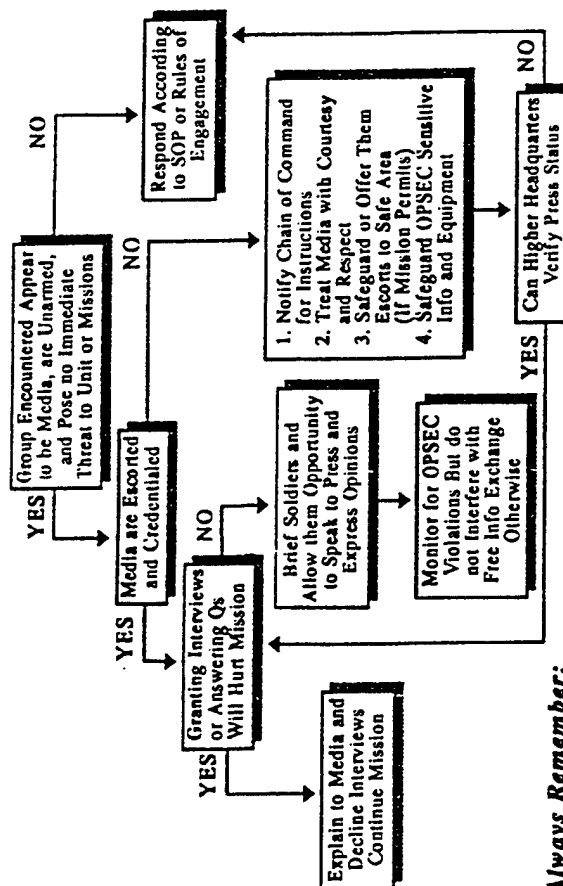 Group Encountered Appear
to be Media, are Unarmed,
and Pose no Immediate
Threat to Unit or Missions
YES
NO
Media are Escorted
and Credentialed
Respond According
to SOP or Rules of
Engagement
YES
NO
Granting Interviews
or Answering Qs
Will Hurt Mission
1. Notify Chain of Command
for Instructions
2. Treat Media with Courtesy
and Respect
3. Safeguard or Offer Them
Escorts to Safe Area
(If Mission Permits)
4. Safeguard OPSEC Sensitive
Info and Equipment
YES
NO
Explain to Media and
Decline Interviews
Continue Mission
Brief Soldiers and
Allow them Opportunity
to Speak to Press and
Express Opinions
Monitor for OPSEC
Violations But do
not Interfere with
Free Info Exchange
Otherwise
YES
NO
Can Higher Headquarters
Verify Press Status
Always Remember: